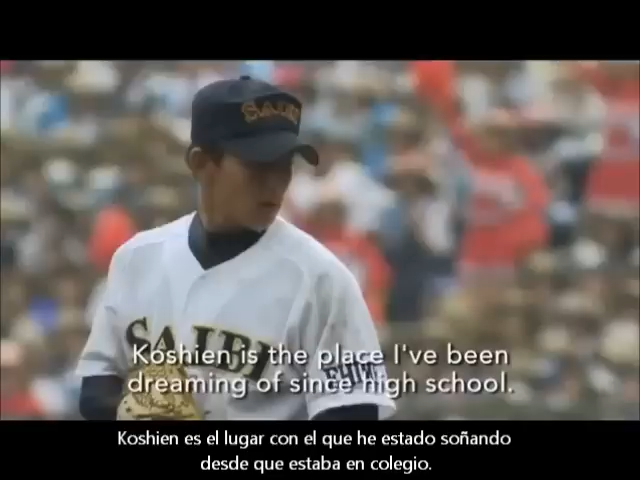 SAIBI
SAIBI
EHIME
Koshien is the place I've been
dreaming of since high school.
Koshien es el lugar con el que he estado soñando
desde que estaba en colegio.